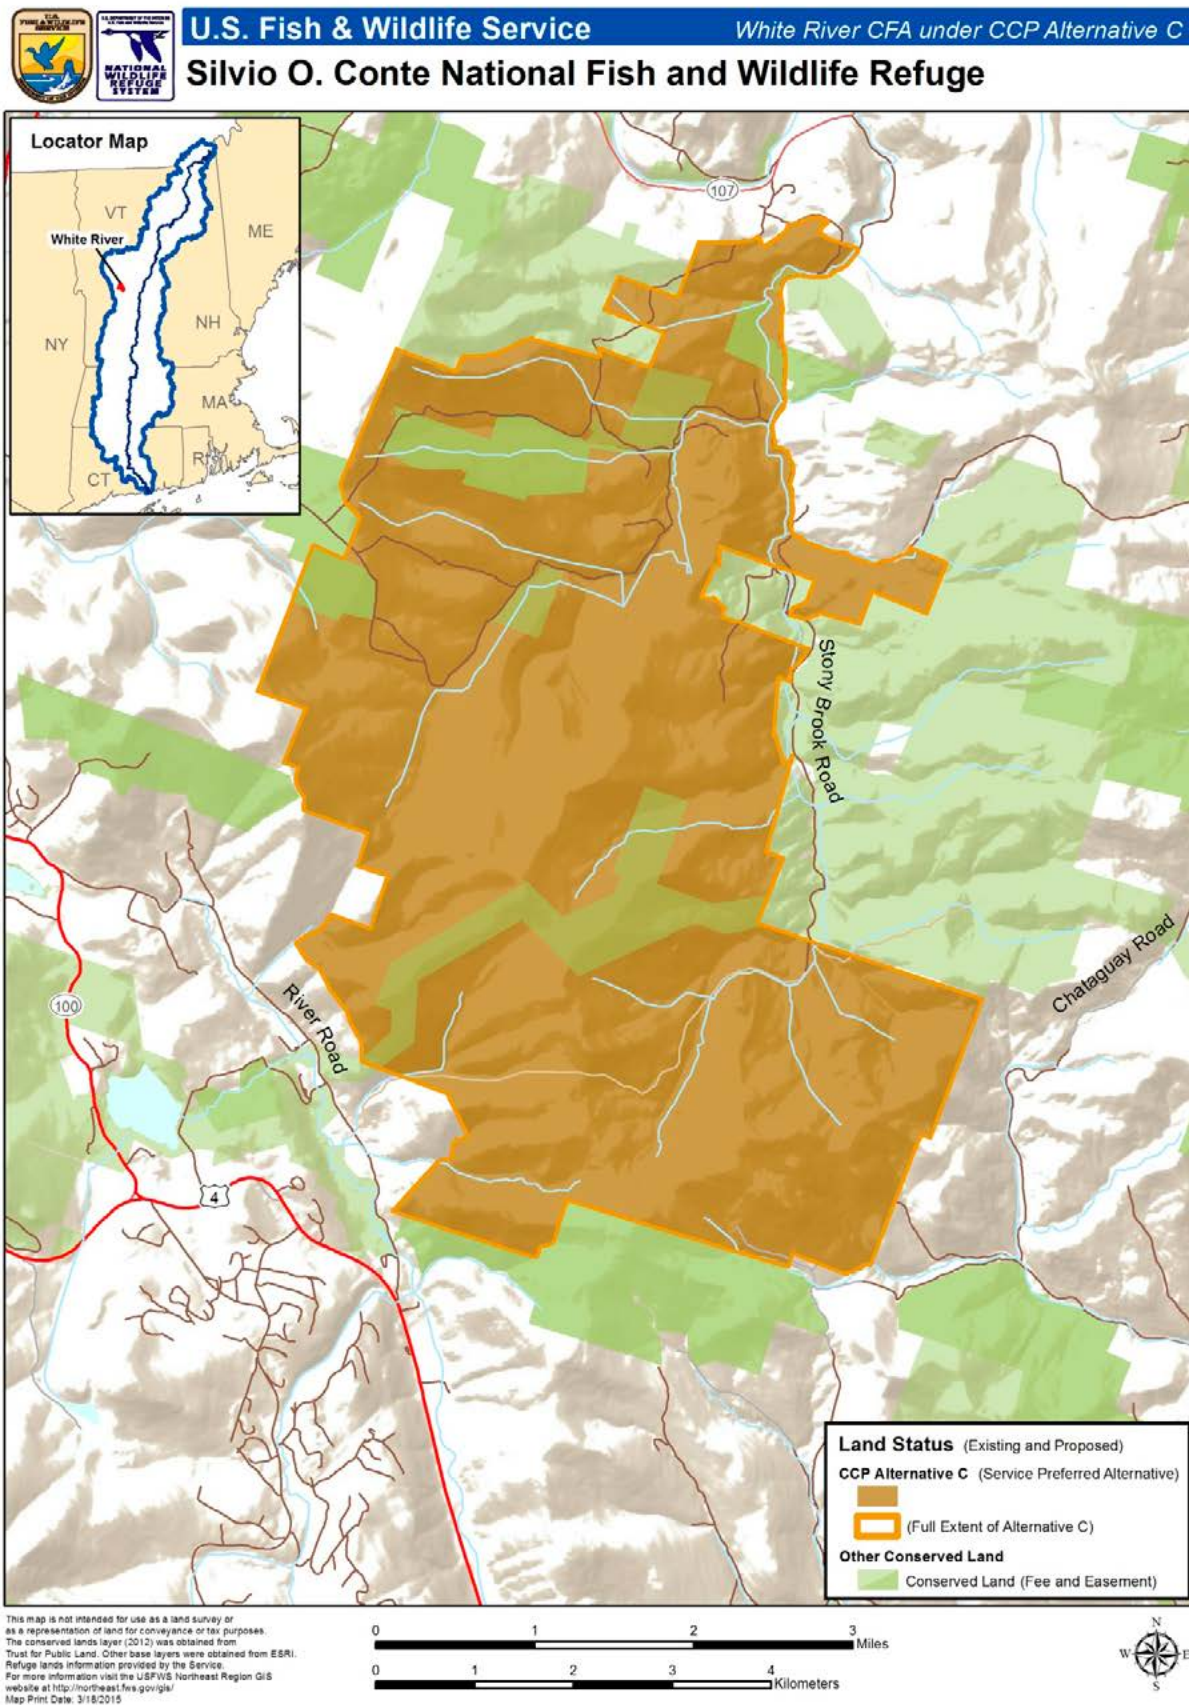 U.S.
FISH & WILDLIFE
SERVICE
NATIONAL
WILDLIFE
REFUGE
SYSTEM
U.S. Fish & Wildlife Service
White River CFA under CCP Alternative C
Silvio O. Conte National Fish and Wildlife Refuge
Locator Map
VT
ME
White River
NH
NY
MA
CT
RI
107
Stony Brook Road
Chataguay Road
River Road
100
4
Land Status (Existing and Proposed)
CCP Alternative C (Service Preferred Alternative)
(Full Extent of Alternative C)
Other Conserved Land
Conserved Land (Fee and Easement)
This map is not intended for use as a land survey or
as a representation of land for conveyance or tax purposes.
The conserved lands layer (2012) was obtained from
Trust for Public Land. Other base layers were obtained from ESRI.
Refuge lands information provided by the Service.
For more information visit the USFWS Northeast Region GIS
website at http://northeast.fws.gov/gis/
Map Print Date: 3/18/2015
0 1 2 3
Miles
0 1 2 3 4
Kilometers
N
W E
S